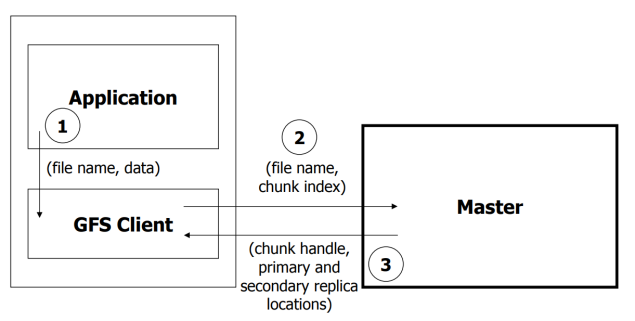 Application
1
(file name, data)
GFS Client
2
(file name,
chunk index)
Master
(chunk handle,
primary and
secondary replica
locations)
3